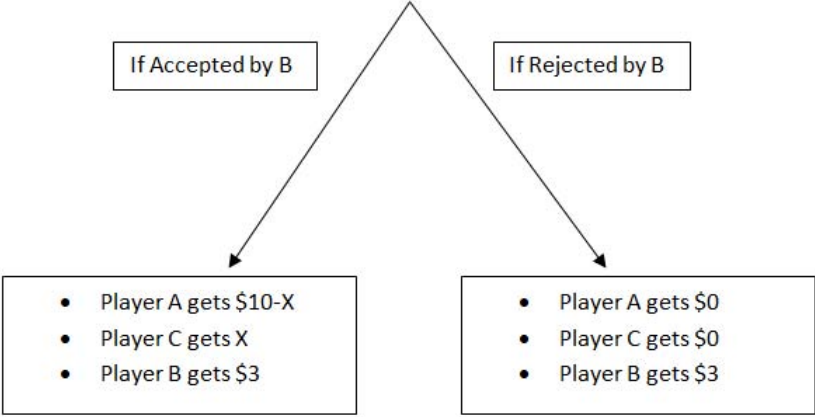 If Accepted by B
If Rejected by B
• Player A gets $10-X
• Player C gets X
• Player B gets $3
• Player A gets $0
• Player C gets $0
• Player B gets $3